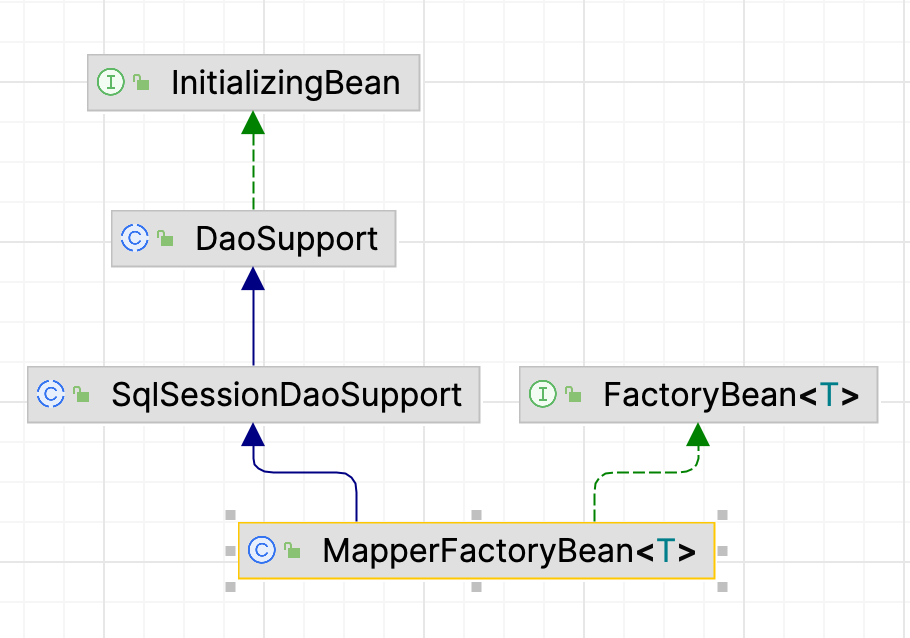 I InitializingBean
C DaoSupport
C SqlSessionDaoSupport
I FactoryBean<T>
C MapperFactoryBean<T>